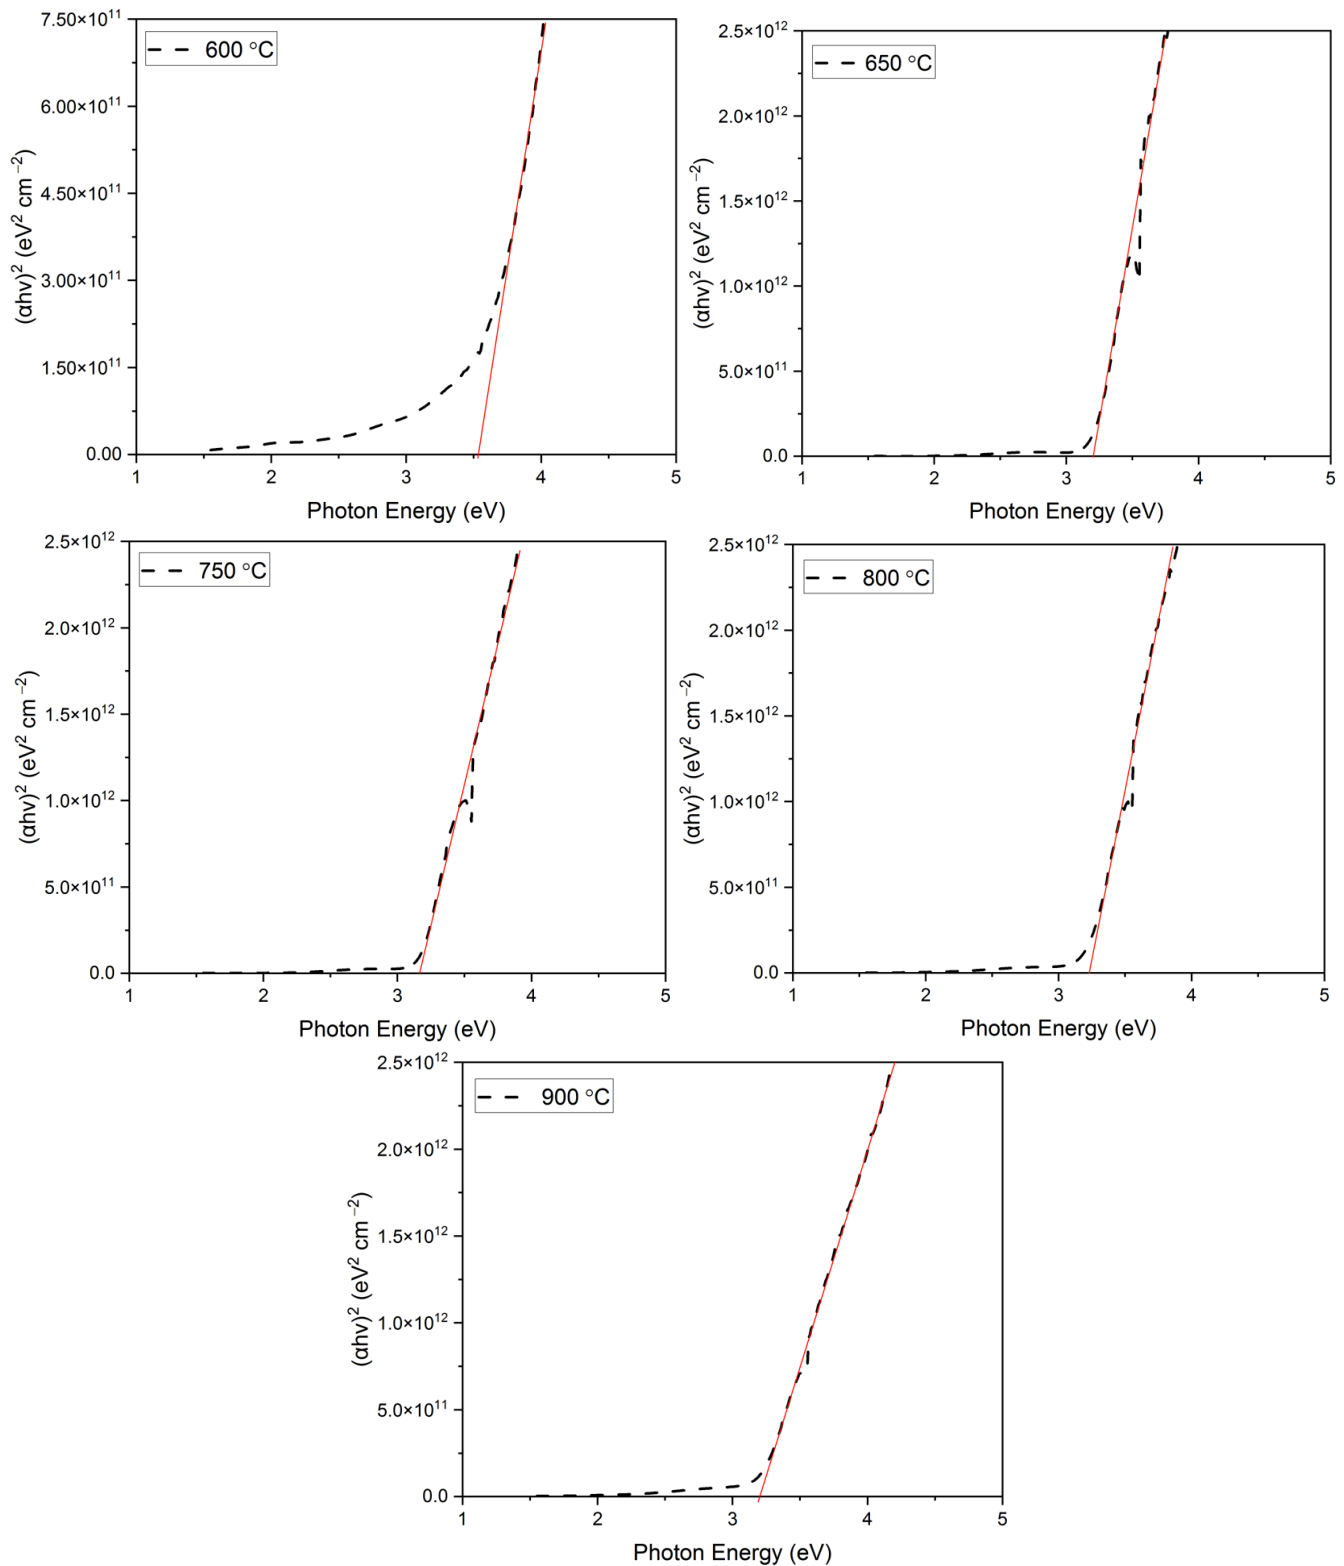 600 °C
7.50×10¹¹
6.00×10¹¹
4.50×10¹¹
3.00×10¹¹
1.50×10¹¹
0.00
(αhv)² (eV² cm⁻²)
1 2 3 4 5
Photon Energy (eV)
650 °C
2.5×10¹²
2.0×10¹²
1.5×10¹²
1.0×10¹²
5.0×10¹¹
0.0
(αhv)² (eV² cm⁻²)
1 2 3 4 5
Photon Energy (eV)
750 °C
2.5×10¹²
2.0×10¹²
1.5×10¹²
1.0×10¹²
5.0×10¹¹
0.0
(αhv)² (eV² cm⁻²)
1 2 3 4 5
Photon Energy (eV)
800 °C
2.5×10¹²
2.0×10¹²
1.5×10¹²
1.0×10¹²
5.0×10¹¹
0.0
(αhv)² (eV² cm⁻²)
1 2 3 4 5
Photon Energy (eV)
900 °C
2.5×10¹²
2.0×10¹²
1.5×10¹²
1.0×10¹²
5.0×10¹¹
0.0
(αhv)² (eV² cm⁻²)
1 2 3 4 5
Photon Energy (eV)